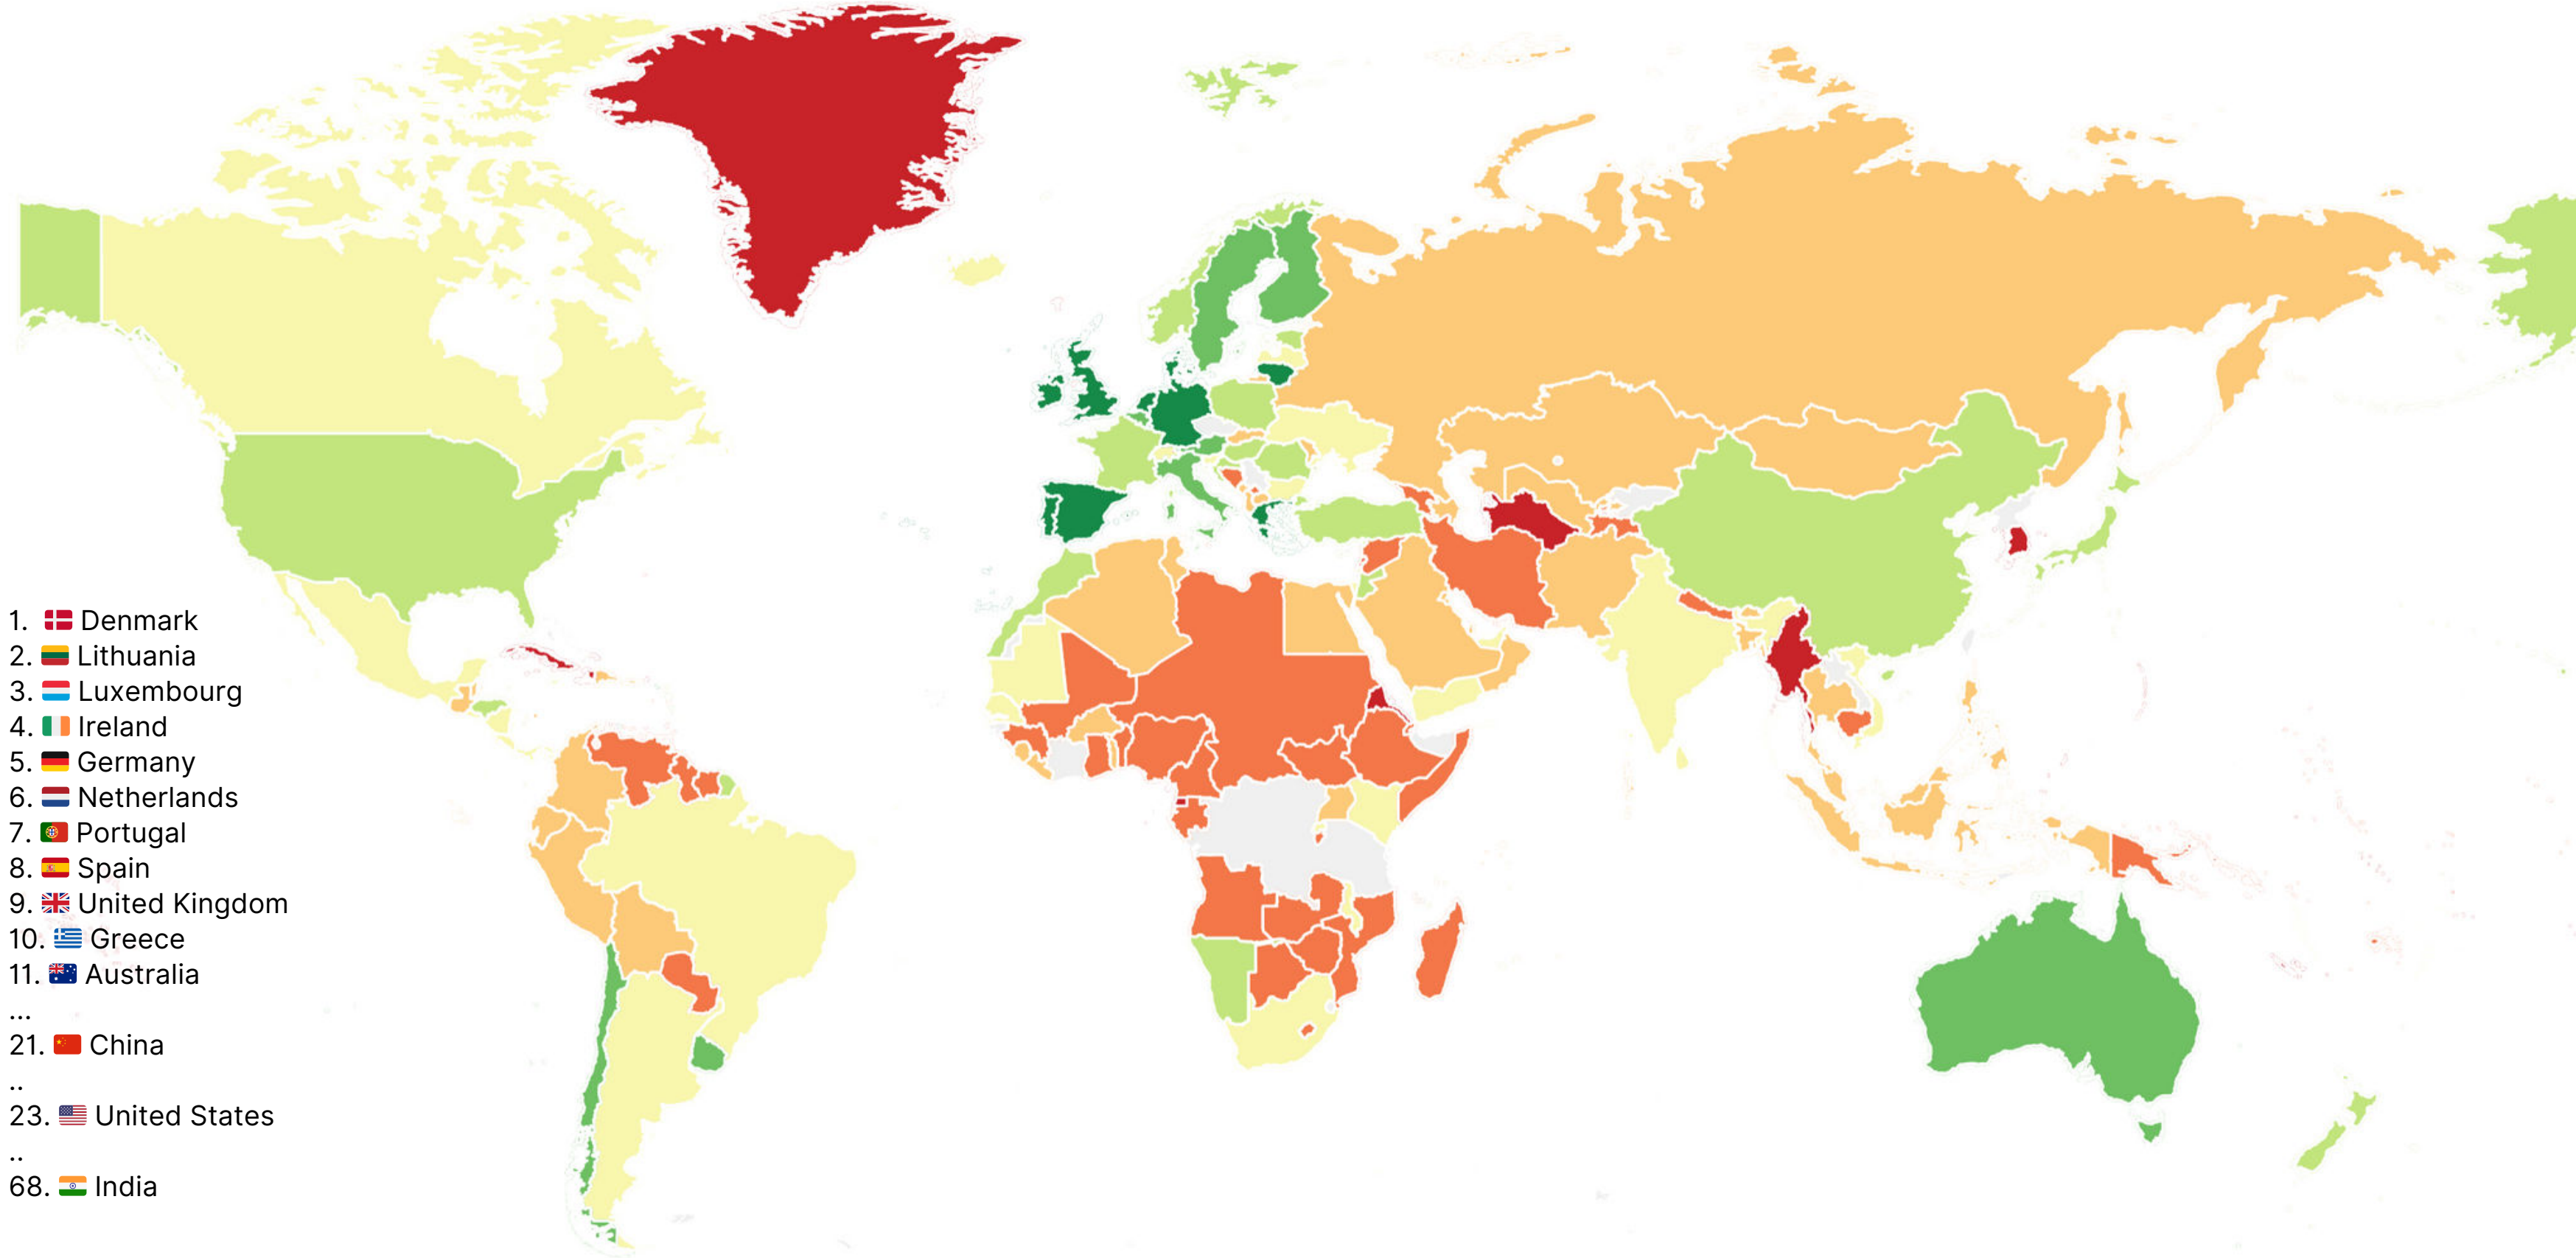 1. 🇩🇰 Denmark
2. 🇱🇹 Lithuania
3. 🇱🇺 Luxembourg
4. 🇮🇪 Ireland
5. 🇩🇪 Germany
6. 🇳🇱 Netherlands
7. 🇵🇹 Portugal
8. 🇪🇸 Spain
9. 🇬🇧 United Kingdom
10. 🇬🇷 Greece
11. 🇦🇺 Australia
...
21. 🇨🇳 China
..
23. 🇺🇸 United States
..
68. 🇮🇳 India